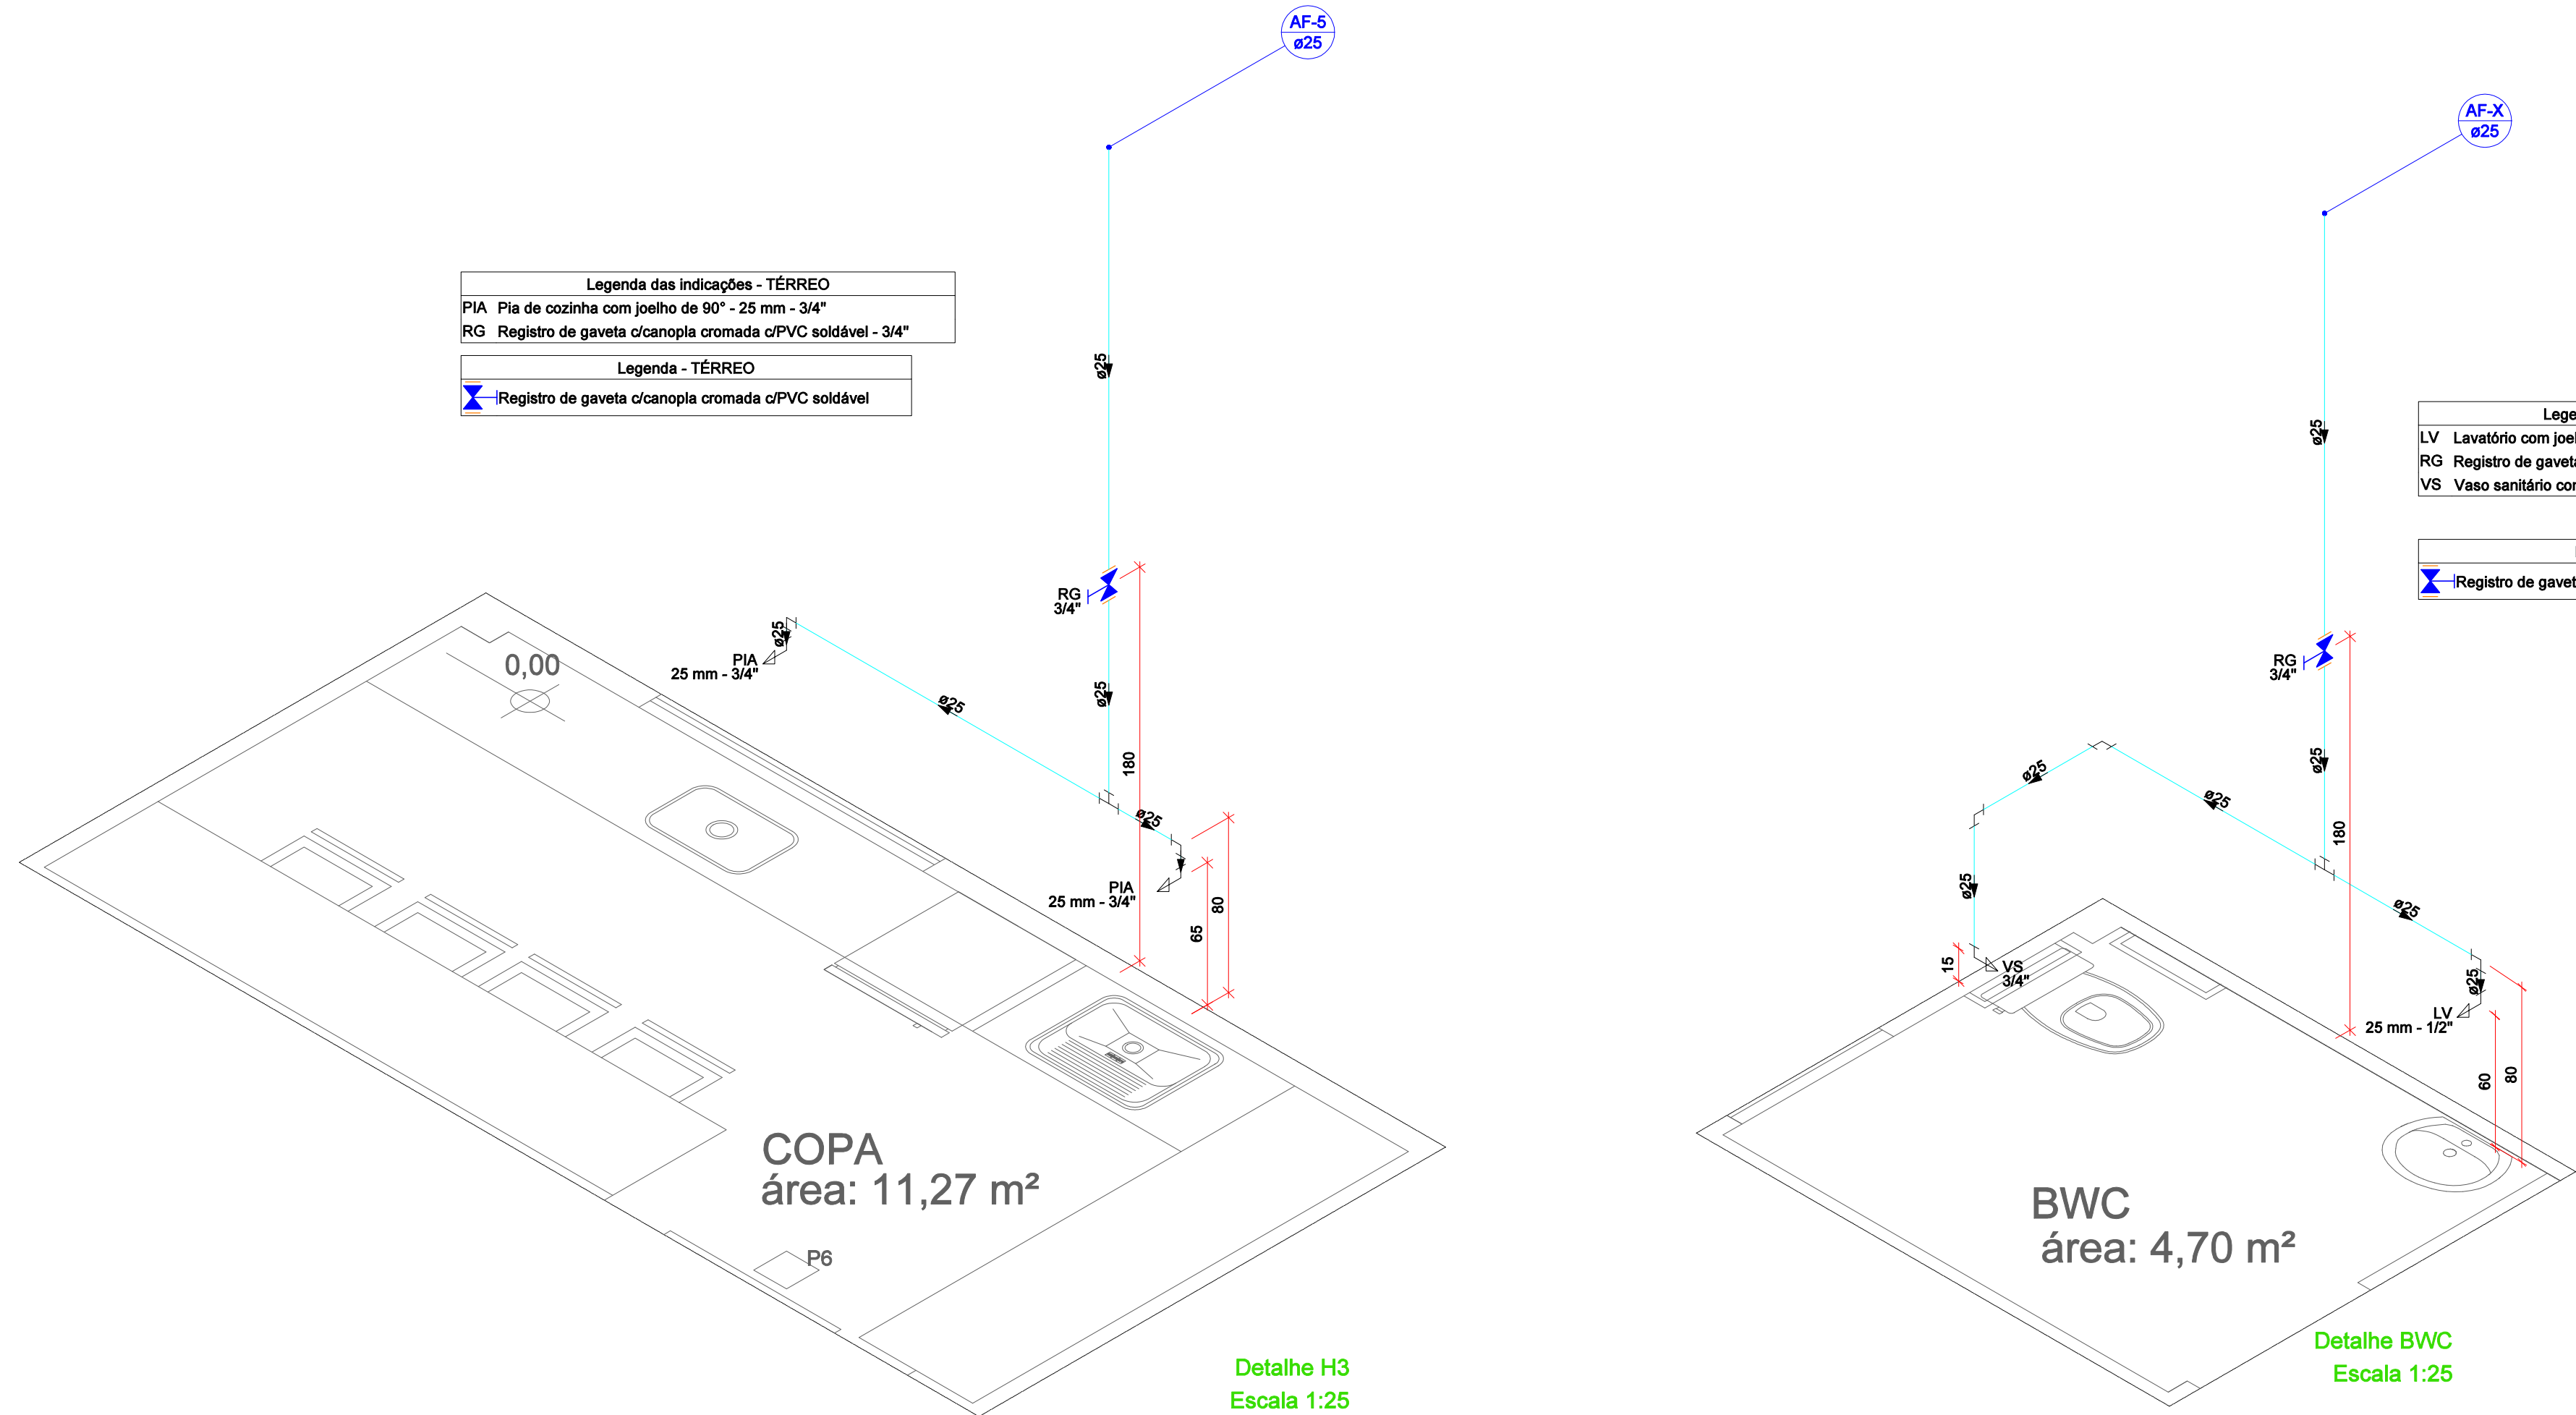 AF-5
ø25
AF-X
ø25
Legenda das indicações - TÉRREO
PIA Pia de cozinha com joelho de 90° - 25 mm - 3/4"
RG Registro de gaveta c/canopla cromada c/PVC soldável - 3/4"
Legenda - TÉRREO
Registro de gaveta c/canopla cromada c/PVC soldável
ø25
RG
3/4"
ø25
PIA
25 mm - 3/4"
ø25
ø25
180
ø25
PIA
25 mm - 3/4"
80
65
0,00
COPA
área: 11,27 m²
P6
Detalhe H3
Escala 1:25
LV Lavatório com
RG Registro de
VS Vaso sanitário
Registro de
ø25
RG
3/4"
ø25
ø25
ø25
180
ø25
ø25
15
VS
3/4"
ø25
LV
25 mm - 1/2"
60
80
BWC
área: 4,70 m²
Detalhe BWC
Escala 1:25